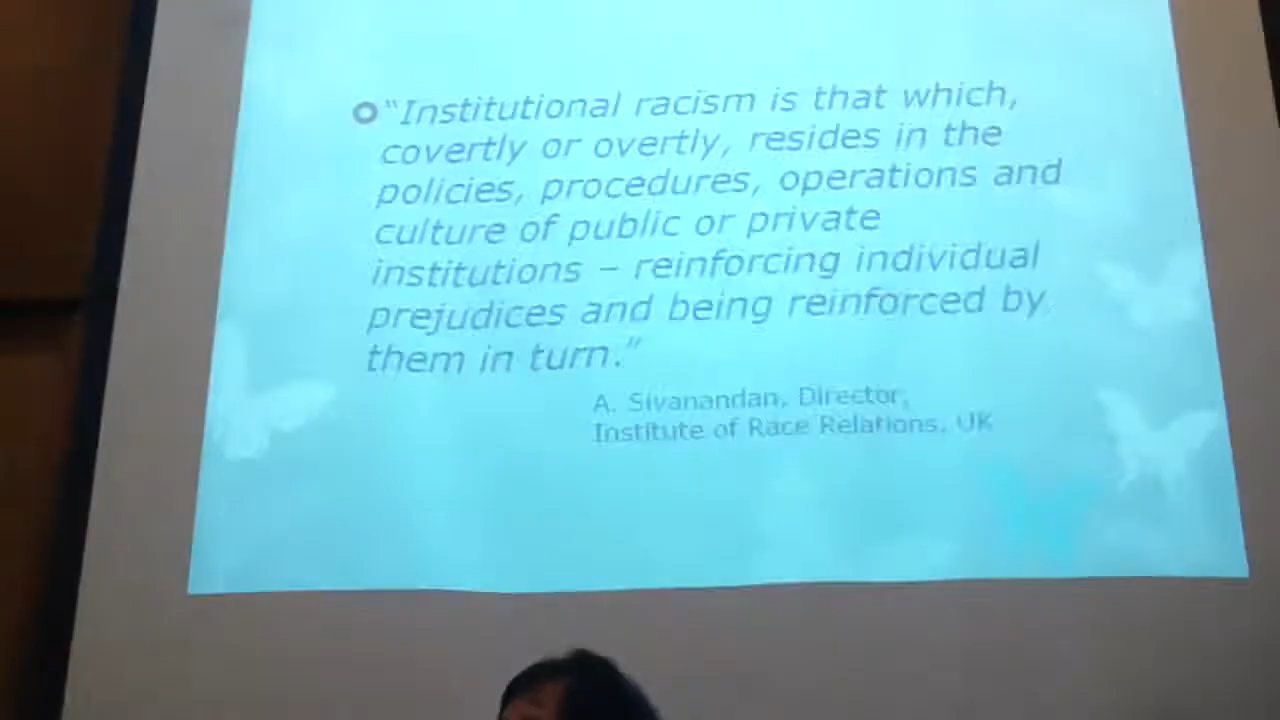 “Institutional racism is that which,
covertly or overtly, resides in the
policies, procedures, operations and
culture of public or private
institutions – reinforcing individual
prejudices and being reinforced by
them in turn.”
A. Sivanandan, Director,
Institute of Race Relations, UK